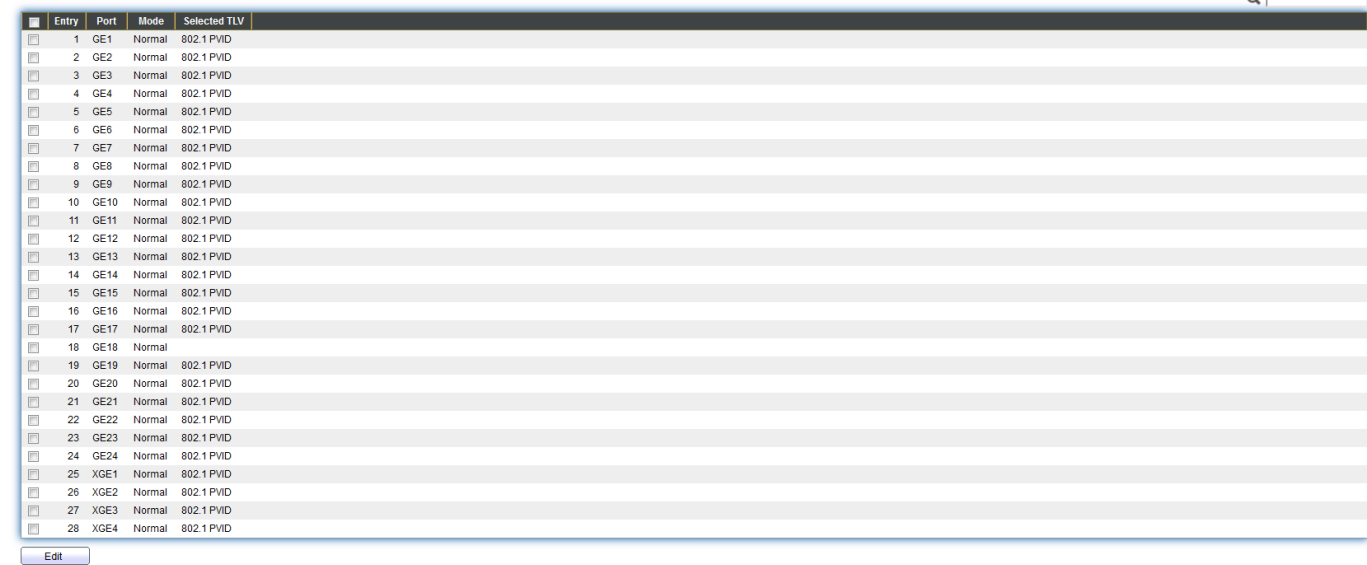 Entry Port Mode Selected TLV
1 GE1 Normal 802.1 PVID
2 GE2 Normal 802.1 PVID
3 GE3 Normal 802.1 PVID
4 GE4 Normal 802.1 PVID
5 GE5 Normal 802.1 PVID
6 GE6 Normal 802.1 PVID
7 GE7 Normal 802.1 PVID
8 GE8 Normal 802.1 PVID
9 GE9 Normal 802.1 PVID
10 GE10 Normal 802.1 PVID
11 GE11 Normal 802.1 PVID
12 GE12 Normal 802.1 PVID
13 GE13 Normal 802.1 PVID
14 GE14 Normal 802.1 PVID
15 GE15 Normal 802.1 PVID
16 GE16 Normal 802.1 PVID
17 GE17 Normal 802.1 PVID
18 GE18 Normal
19 GE19 Normal 802.1 PVID
20 GE20 Normal 802.1 PVID
21 GE21 Normal 802.1 PVID
22 GE22 Normal 802.1 PVID
23 GE23 Normal 802.1 PVID
24 GE24 Normal 802.1 PVID
25 XGE1 Normal 802.1 PVID
26 XGE2 Normal 802.1 PVID
27 XGE3 Normal 802.1 PVID
28 XGE4 Normal 802.1 PVID
Edit